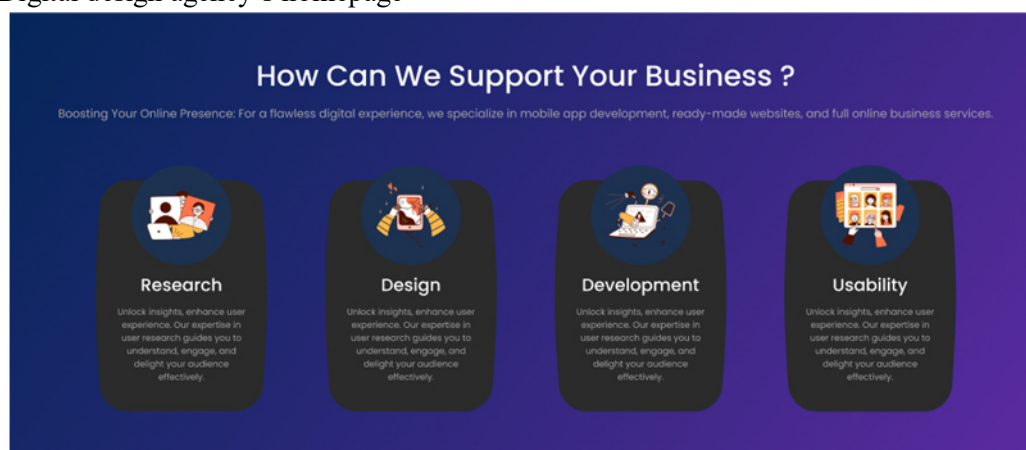 Digital design agency's homepage
How Can We Support Your Business ?
Boosting Your Online Presence: For a flawless digital experience, we specialize in mobile app development, ready-made websites, and full online business services.
Research
Unlock insights, enhance user
experience. Our expertise in
user research guides you to
understand, engage, and
delight your audience
effectively.
Design
Unlock insights, enhance user
experience. Our expertise in
user research guides you to
understand, engage, and
delight your audience
effectively.
Development
Unlock insights, enhance user
experience. Our expertise in
user research guides you to
understand, engage, and
delight your audience
effectively.
Usability
Unlock insights, enhance user
experience. Our expertise in
user research guides you to
understand, engage, and
delight your audience
effectively.